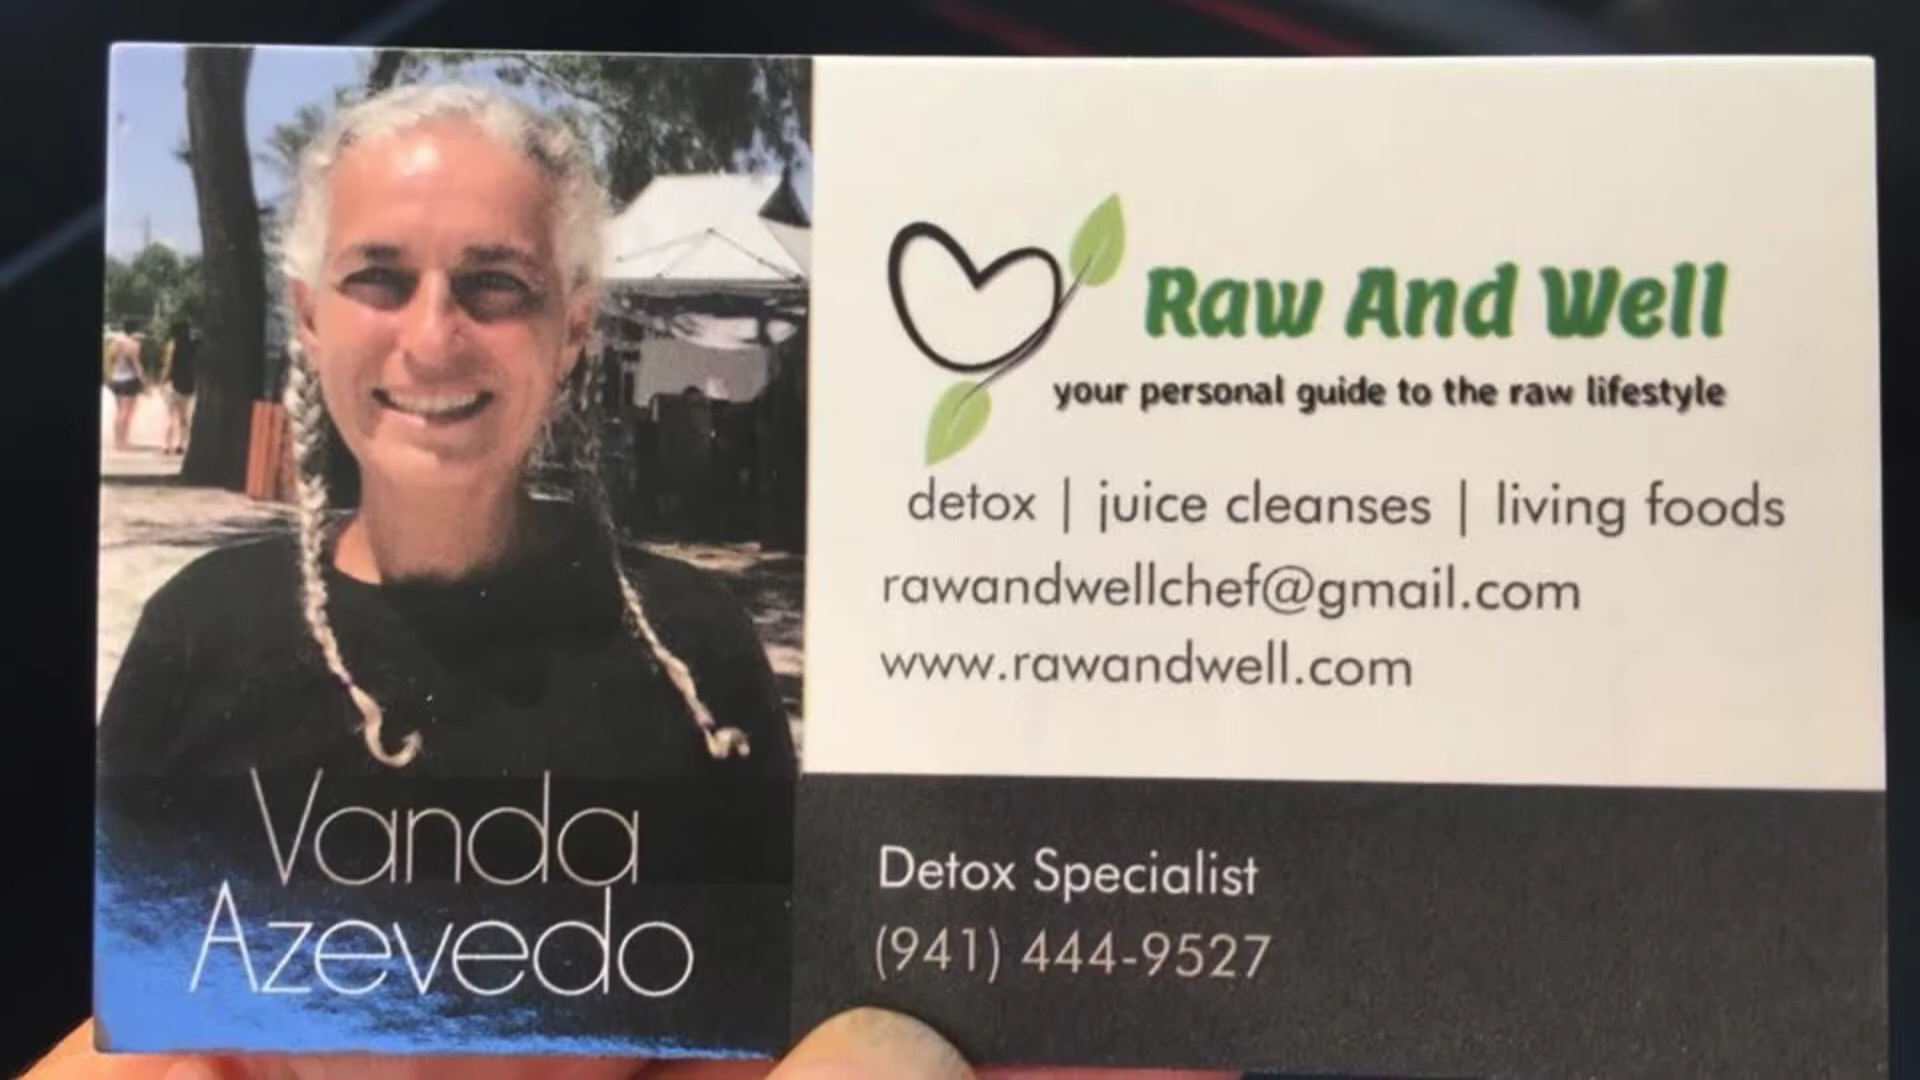 Vanda
Azevedo
Raw And Well
your personal guide to the raw lifestyle
detox | juice cleanses | living foods
rawandwellchef@gmail.com
www.rawandwell.com
Detox Specialist
(941) 444-9527